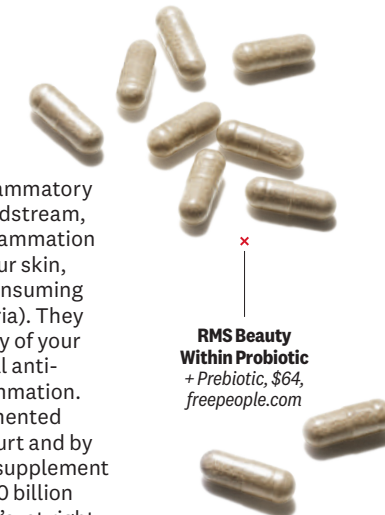 ammatory
dstream,
ammation
ur skin,
nsuming
ria). They
y of your
l anti-
mmation.
mented
urt and by
supplement
0 billion
×
RMS Beauty
Within Probiotic
+ Prebiotic, $64,
freepeople.com